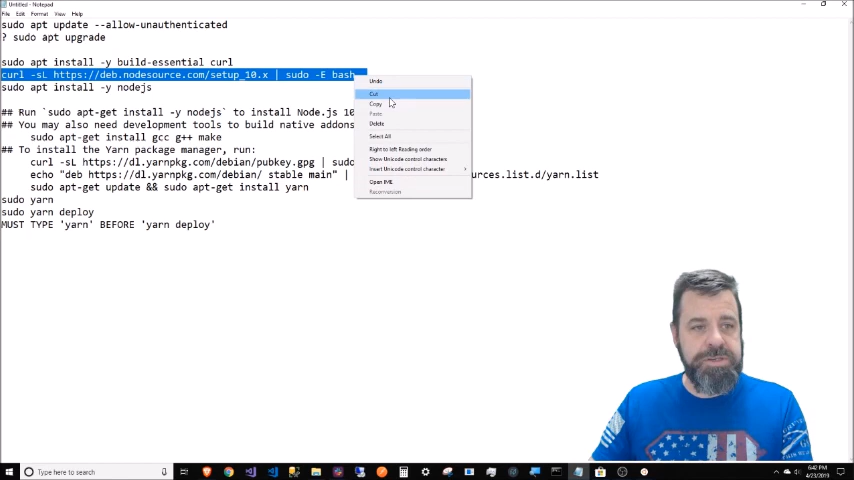 Untitled - Notepad
File Edit Format View Help
sudo apt update --allow-unauthenticated
? sudo apt upgrade
sudo apt install -y build-essential curl
curl -sL https://deb.nodesource.com/setup_10.x | sudo -E bash
sudo apt install -y nodejs
## Run `sudo apt-get install -y nodejs` to install Node.js 10
## You may also need development tools to build native addons
sudo apt-get install gcc g++ make
## To install the Yarn package manager, run:
curl -sL https://dl.yarnpkg.com/debian/pubkey.gpg | sudo
echo "deb https://dl.yarnpkg.com/debian/ stable main" | urces.list.d/yarn.list
sudo apt-get update && sudo apt-get install yarn
sudo yarn
sudo yarn deploy
MUST TYPE 'yarn' BEFORE 'yarn deploy'
Undo
Cut
Copy
Paste
Delete
Select All
Right to left Reading order
Show Unicode control characters
Insert Unicode control character
Open IME
Reconversion
Type here to search
6:42 PM
4/23/2019